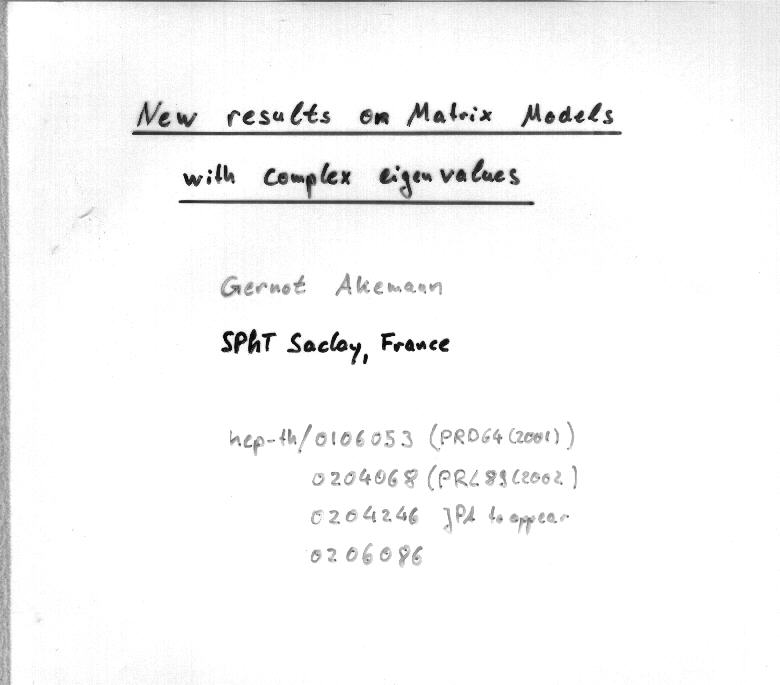 New results on Matrix Models
with complex eigenvalues
Gernot Akemann
SPhT Saclay, France
hep-th/0106053 (PRD64(2001))
0204068 (PRL89(2002)
0204246 JPA to appear
0206086